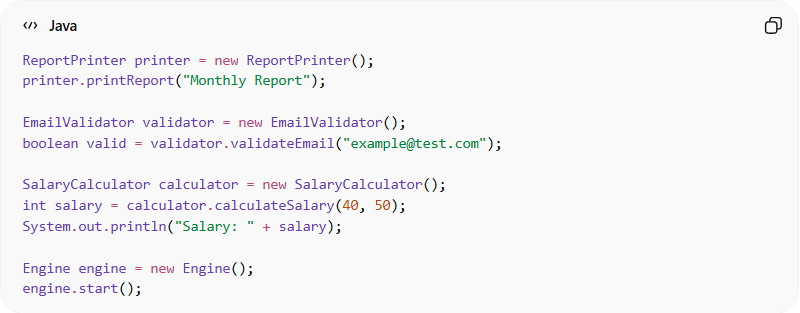 </> Java
ReportPrinter printer = new ReportPrinter();
printer.printReport("Monthly Report");
EmailValidator validator = new EmailValidator();
boolean valid = validator.validateEmail("example@test.com");
SalaryCalculator calculator = new SalaryCalculator();
int salary = calculator.calculateSalary(40, 50);
System.out.println("Salary: " + salary);
Engine engine = new Engine();
engine.start();